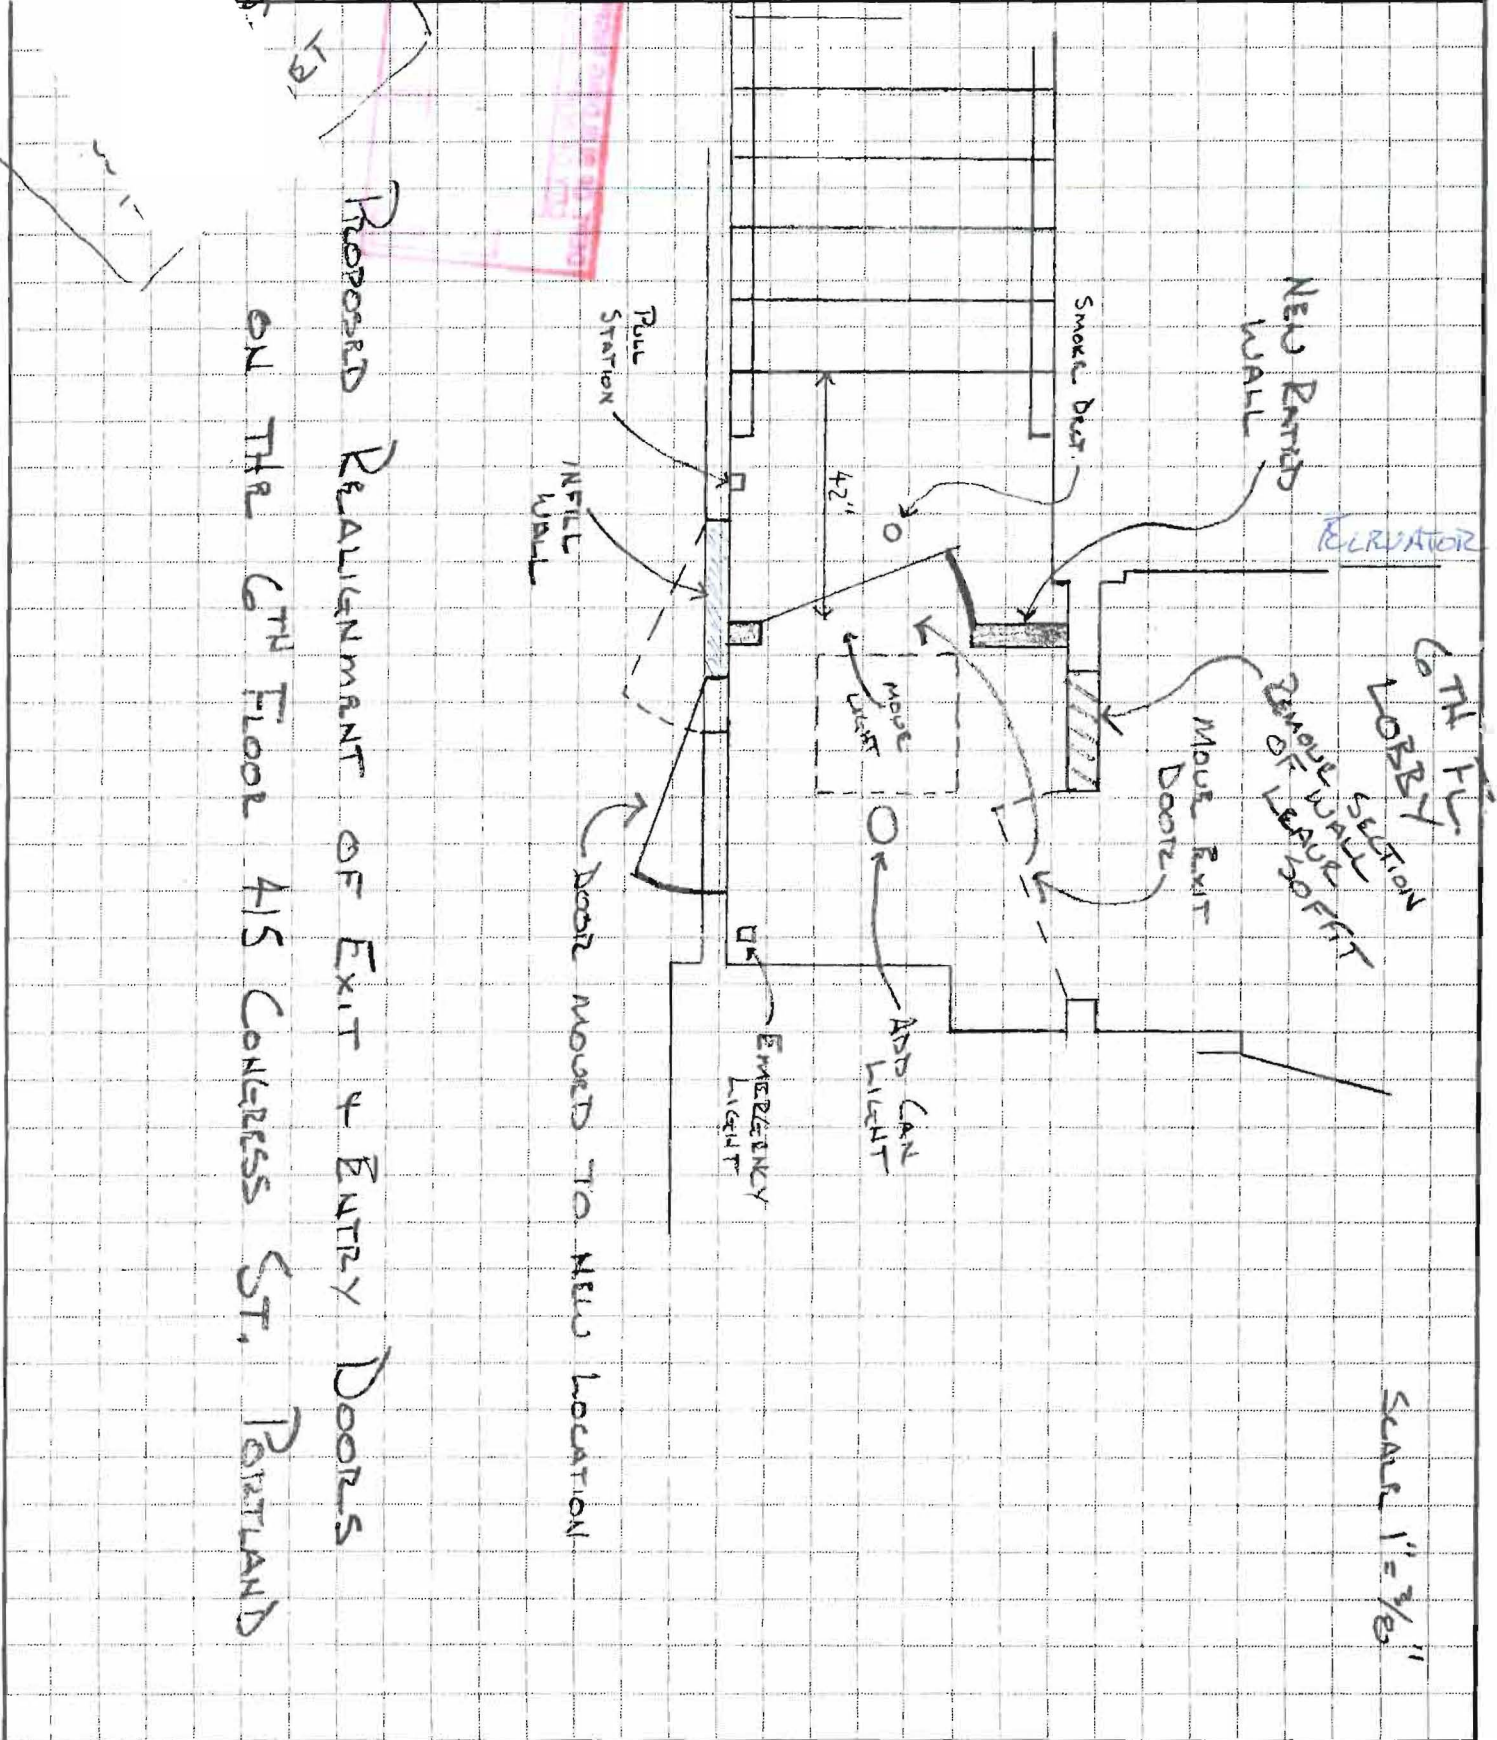 SCALE 1" = 3/8"
6TH FL.
LOBBY
ELEVATOR
NEW RATED
WALL
REMOVE SECTION
OF WALL
LEAVE SOFFIT
MOVE EXIT
DOOR
SMOKE DECT.
42"
MOVE
LIGHT
ADD CAN
LIGHT
EMERGENCY
LIGHT
PULL
STATION
INFILL
WALL
DOOR MOVED TO NEW LOCATION
PROPOSED REALIGNMENT OF EXIT & ENTRY DOORS
ON THE 6TH FLOOR 415 CONGRESS ST. PORTLAND